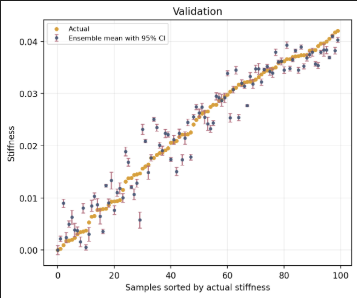 Validation
Actual
Ensemble mean with 95% CI
Stiffness
0.04
0.03
0.02
0.01
0.00
0
20
40
60
80
100
Samples sorted by actual stiffness